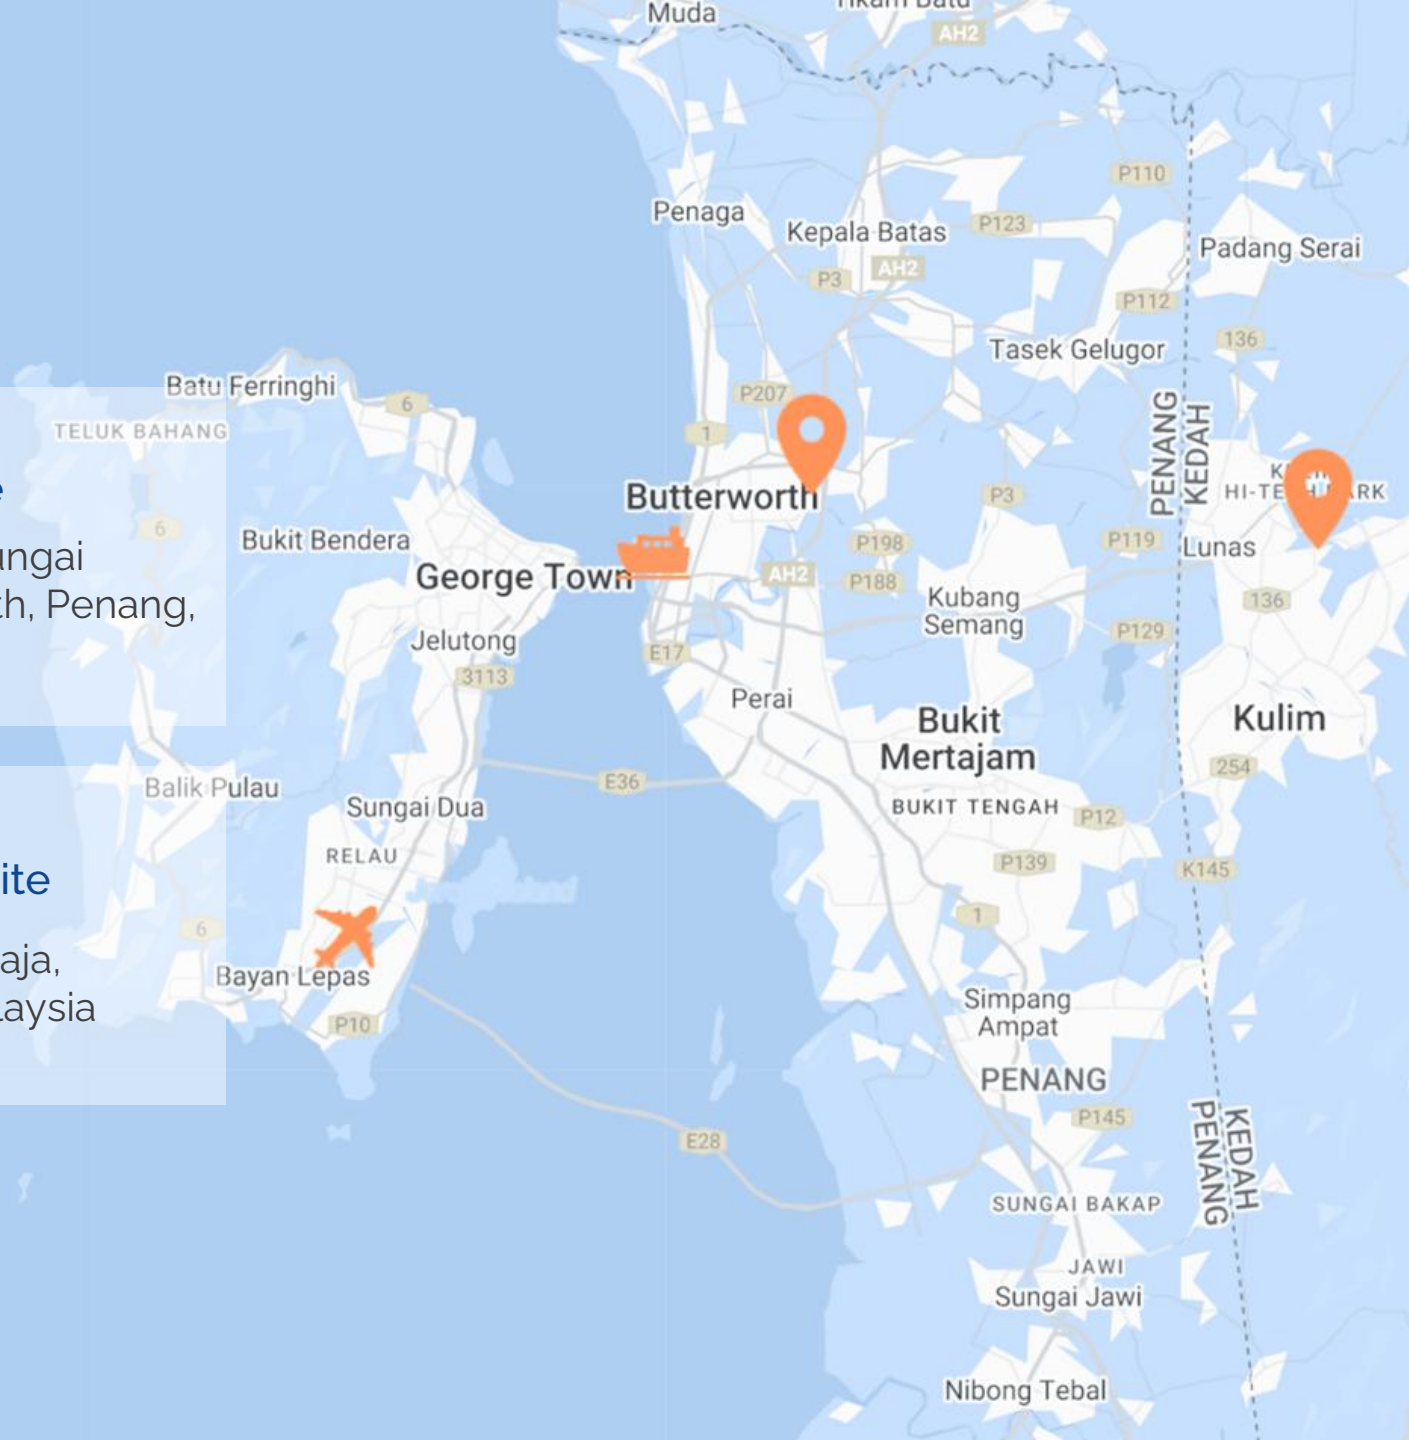 Muda
AH2
P110
Penaga
P123
Kepala Batas
Padang Serai
AH2
P3
P112
136
Tasek Gelugor
Batu Ferringhi
P207
6
PENANG
KEDAH
TELUK BAHANG
1
HI-TE
RK
e
Butterworth
P3
6
Bukit Bendera
P198
P119
Lunas
ungai
George Town
AH2
P188
th, Penang,
Kubang
Semang
136
Jelutong
P129
E17
3113
Perai
Bukit
Mertajam
Kulim
254
E36
Balik Pulau
Sungai Dua
BUKIT TENGAH
P12
RELAU
P139
K145
ite
1
6
aja,
Bayan Lepas
laysia
Simpang
Ampat
P10
PENANG
P145
KEDAH
PENANG
E28
SUNGAI BAKAP
JAWI
Sungai Jawi
Nibong Tebal